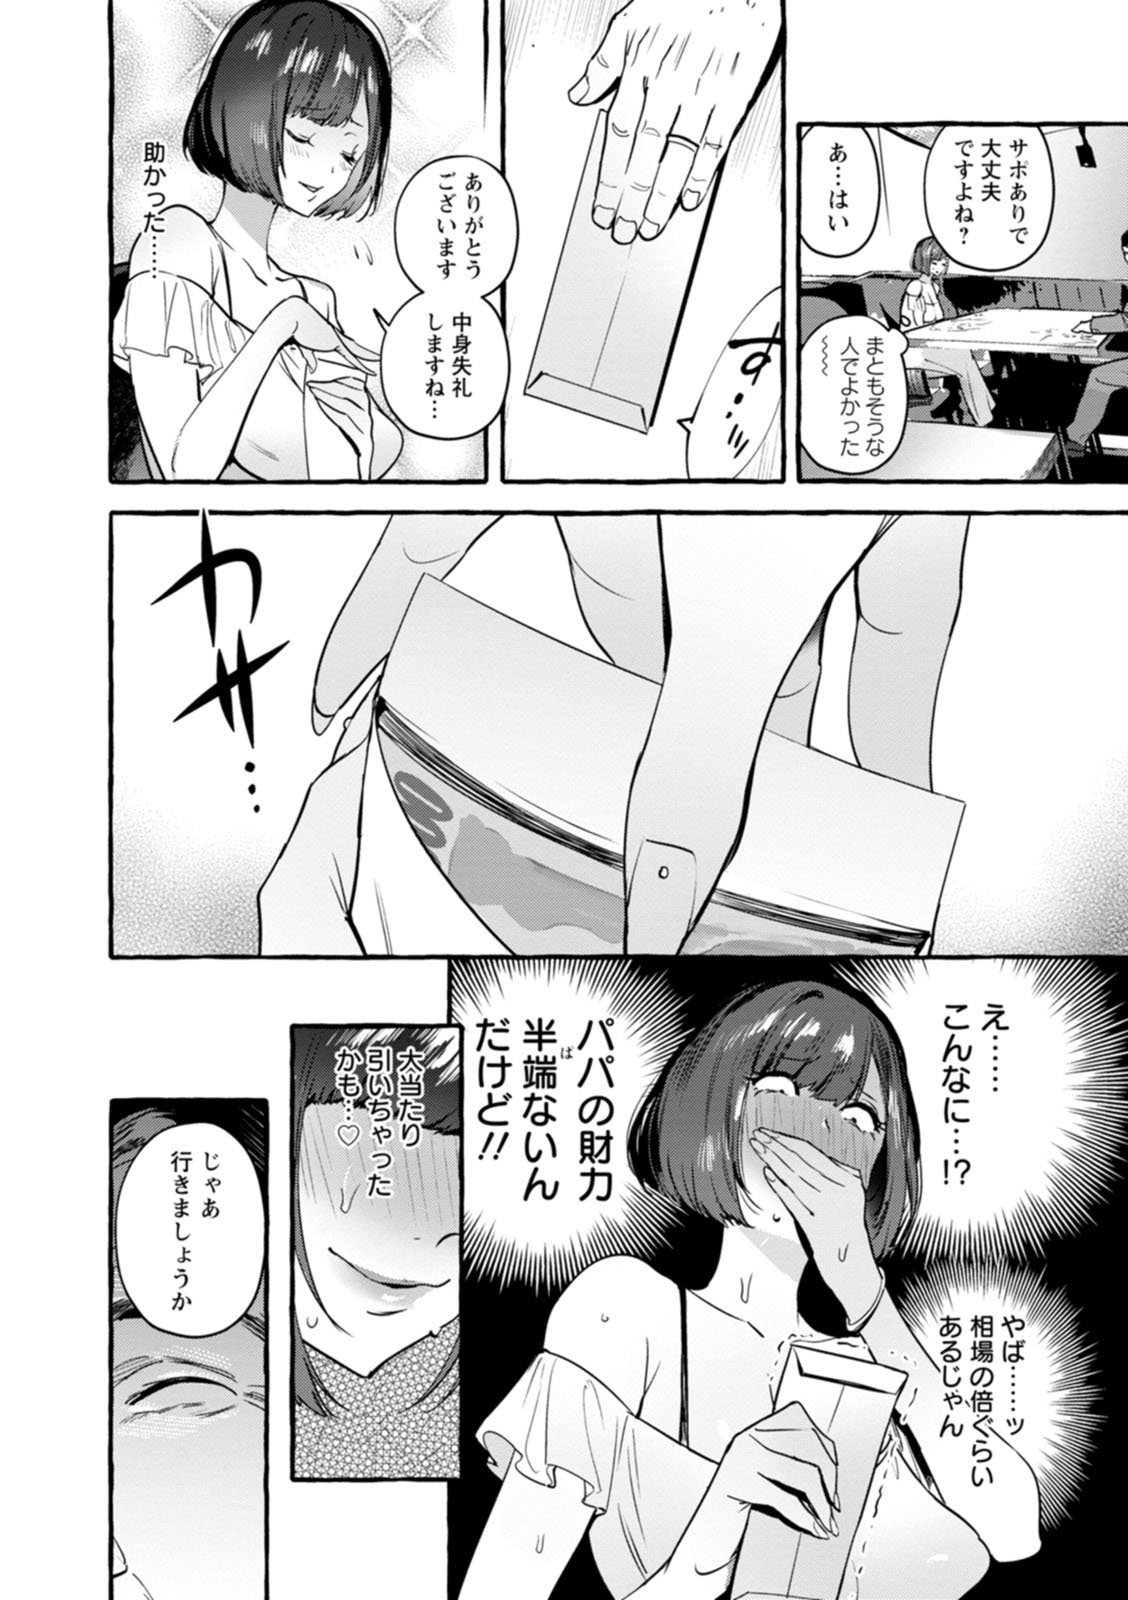 サポありで
大丈夫
ですよね?
あ…はい
まともそうな
人でよかった
す…
ありがとう
ございます
中身失礼
しますね…
助かった……
カサ…
え……
こんなに…!?
やば……ッ
相場の倍ぐらい
あるじゃん
パパの財力
半端ないん
ぱ
だけど!!
大当たり
引いちゃった
かも…♡
じゃあ
行きましょうか